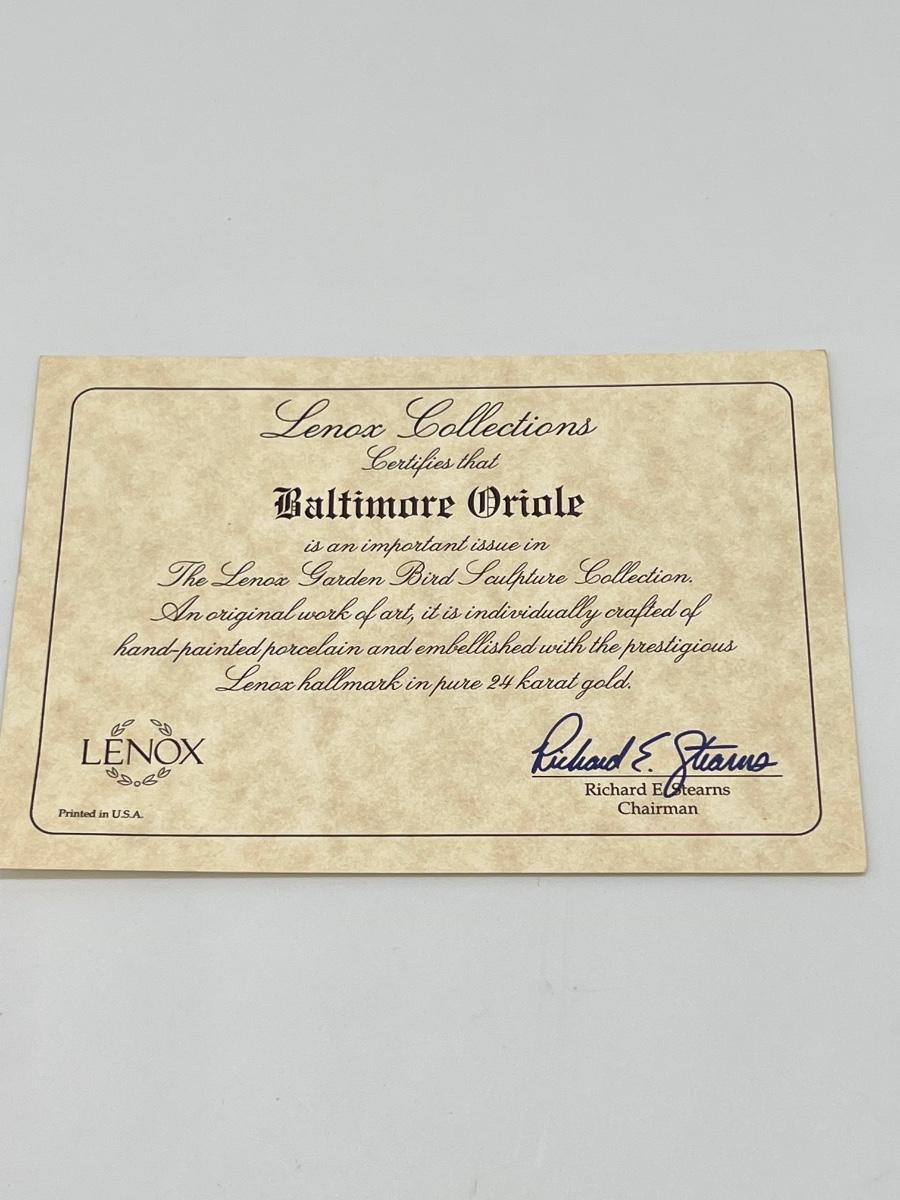 Lenox Collections
Certifies that
Baltimore Oriole
is an important issue in
The Lenox Garden Bird Sculpture Collection.
An original work of art, it is individually crafted of
hand-painted porcelain and embellished with the prestigious
Lenox hallmark in pure 24 karat gold.
LENOX
Printed in U.S.A.
Richard E. Stearns
Richard E. Stearns
Chairman